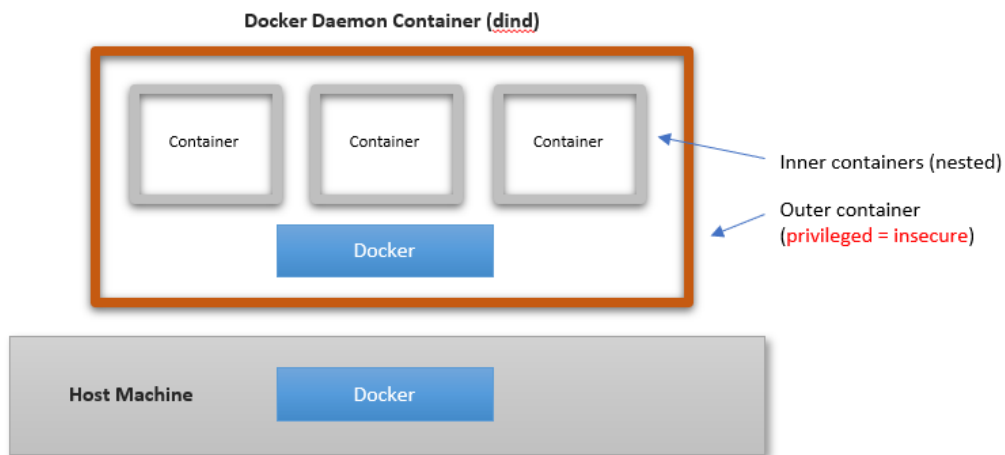 Docker Daemon Container (dind)
Container
Container
Container
Inner containers (nested)
Outer container
(privileged = insecure)
Docker
Host Machine
Docker